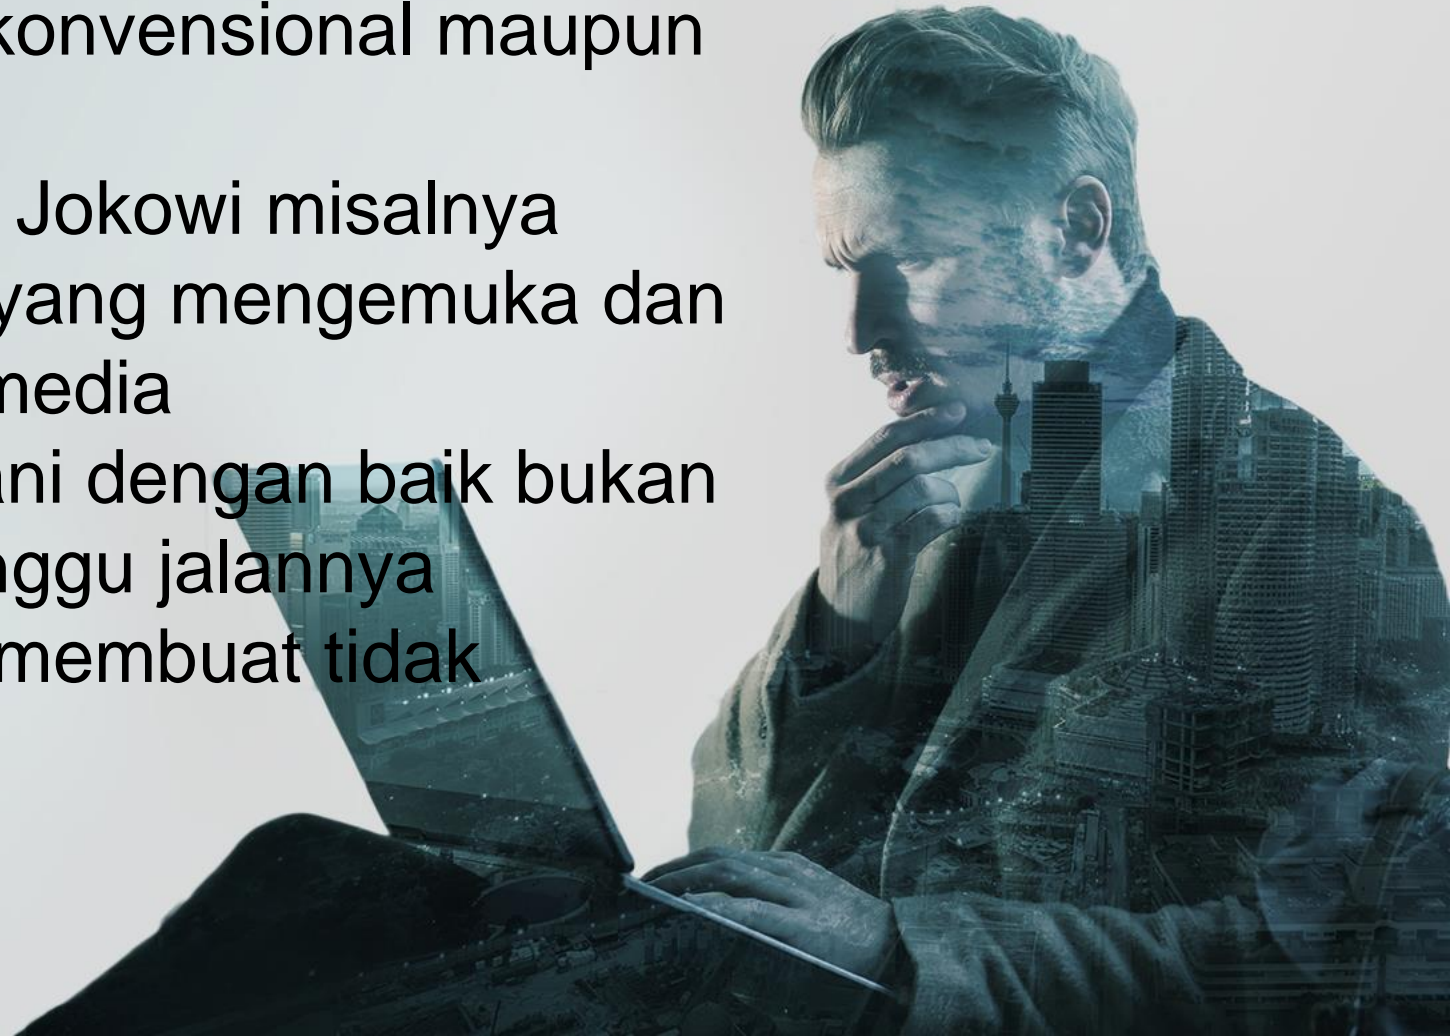 konvensional maupun
Jokowi misalnya
yang mengemuka dan
media
ani dengan baik bukan
nggu jalannya
membuat tidak